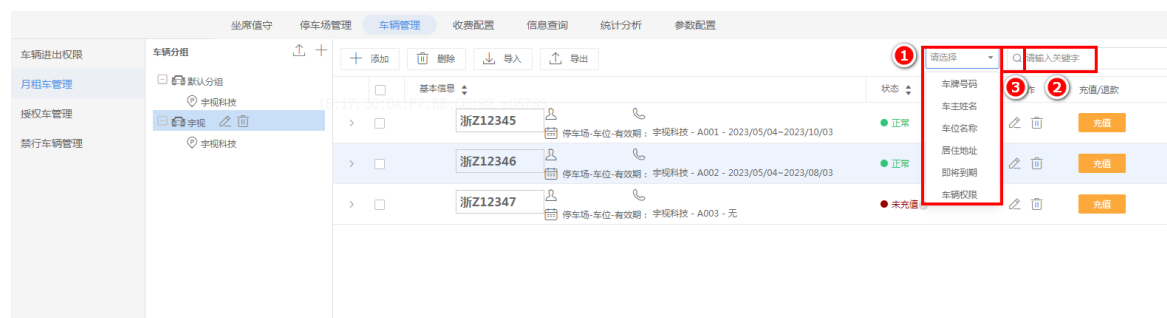 坐席值守 停车场管理 车辆管理 收费配置 信息查询 统计分析 参数配置
车辆进出权限
月租车管理
授权车管理
禁行车辆管理
车辆分组
默认分组
宇视科技
宇视
宇视科技
添加 删除 导入 导出
1 请选择 请输入关键字
3 2
基本信息 状态 作 充值/退款
车牌号码
车主姓名
车位名称
居住地址
即将到期
车辆权限
浙Z12345
停车场-车位-有效期： 宇视科技 - A001 - 2023/05/04~2023/10/03
正常 充值
浙Z12346
停车场-车位-有效期： 宇视科技 - A002 - 2023/05/04~2023/08/03
正常 充值
浙Z12347
停车场-车位-有效期： 宇视科技 - A003 - 无
未充值 充值